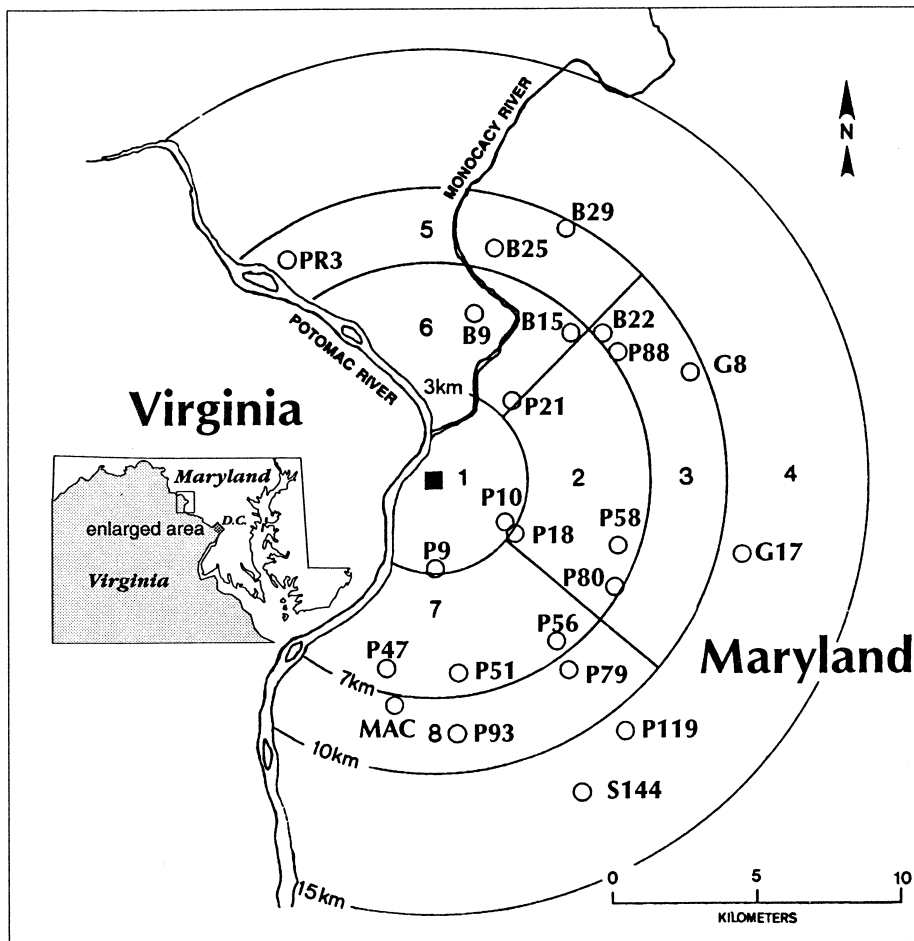 MONOCACY RIVER
N
B29
5
B25
PR3
6
B9
B15
B22
P88
G8
POTOMAC RIVER
3km
P21
Virginia
Maryland
1
2
3
4
enlarged area
D.C.
P10
P18
P58
G17
Virginia
P9
P80
7
P56
Maryland
P47
P51
P79
7km
MAC
8
P93
P119
10km
S144
15km
0
5
10
KILOMETERS